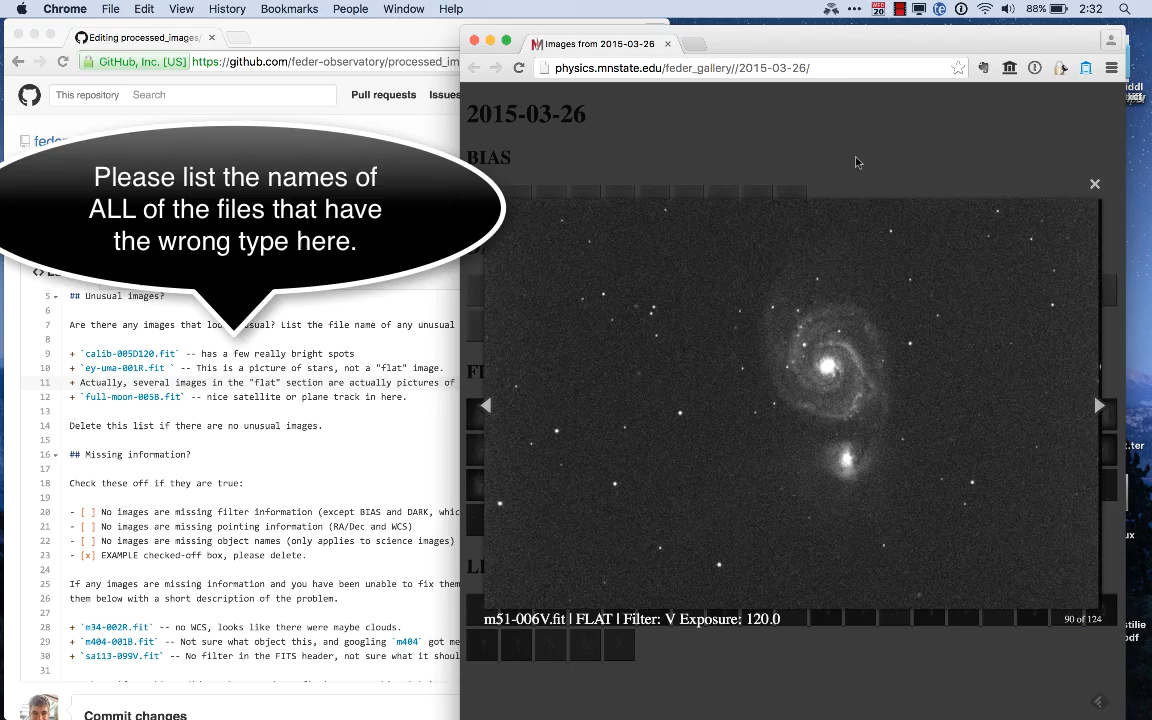 Chrome File Edit View History Bookmarks People Window Help
88% 2:32
Editing processed_images/
GitHub, Inc. [US] https://github.com/feder-observatory/processed_im
This repository Search Pull requests Issues
Please list the names of
ALL of the files that have
the wrong type here.
5 ## Unusual images?
6
7 Are there any images that look unusual? List the file name of any unusual
8
9 + `calib-005D120.fit` -- has a few really bright spots
10 + `ey-uma-001R.fit ` -- This is a picture of stars, not a "flat" image.
11 + Actually, several images in the "flat" section are actually pictures of
12 + `full-moon-005B.fit` -- nice satellite or plane track in here.
13
14 Delete this list if there are no unusual images.
15
16 ## Missing information?
17
18 Check these off if they are true:
19
20 - [ ] No images are missing filter information (except BIAS and DARK, whic
21 - [ ] No images are missing pointing information (RA/Dec and WCS)
22 - [ ] No images are missing object names (only applies to science images)
23 - [x] EXAMPLE checked-off box, please delete.
24
25 If any images are missing information and you have been unable to fix them
26 them below with a short description of the problem.
27
28 + `m34-002R.fit` -- no WCS, looks like there were maybe clouds.
29 + `m404-001B.fit` -- Not sure what object this, and googling `m404` got me
30 + `sa113-099V.fit` -- No filter in the FITS header, not sure what it shoul
31
Commit changes
Images from 2015-03-26
physics.mnstate.edu/feder_gallery//2015-03-26/
2015-03-26
BIAS
m51-006V.fit | FLAT | Filter: V Exposure: 120.0
90 of 124